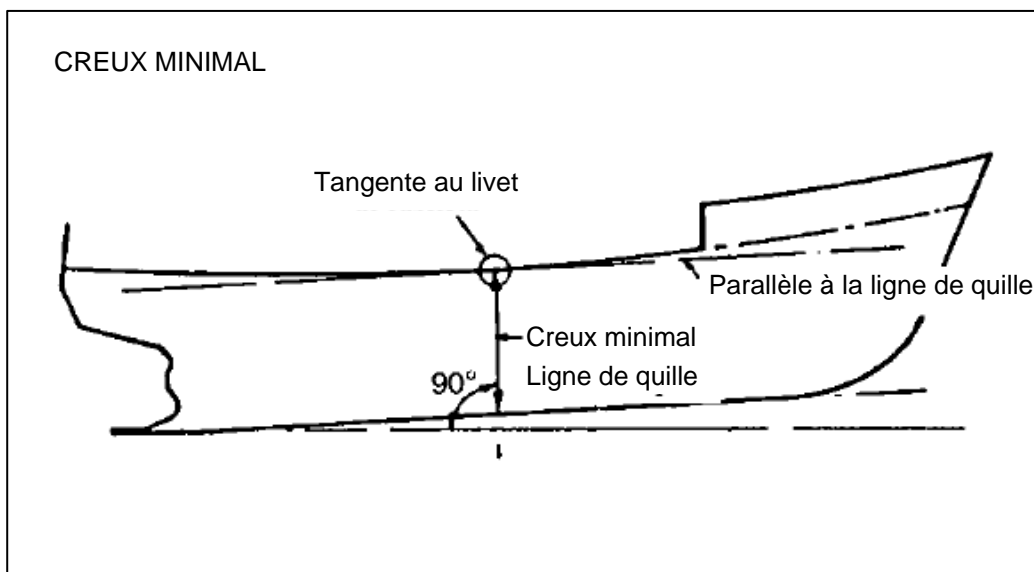 CREUX MINIMAL
Tangente au livet
Parallèle à la ligne de quille
Creux minimal
Ligne de quille
90°